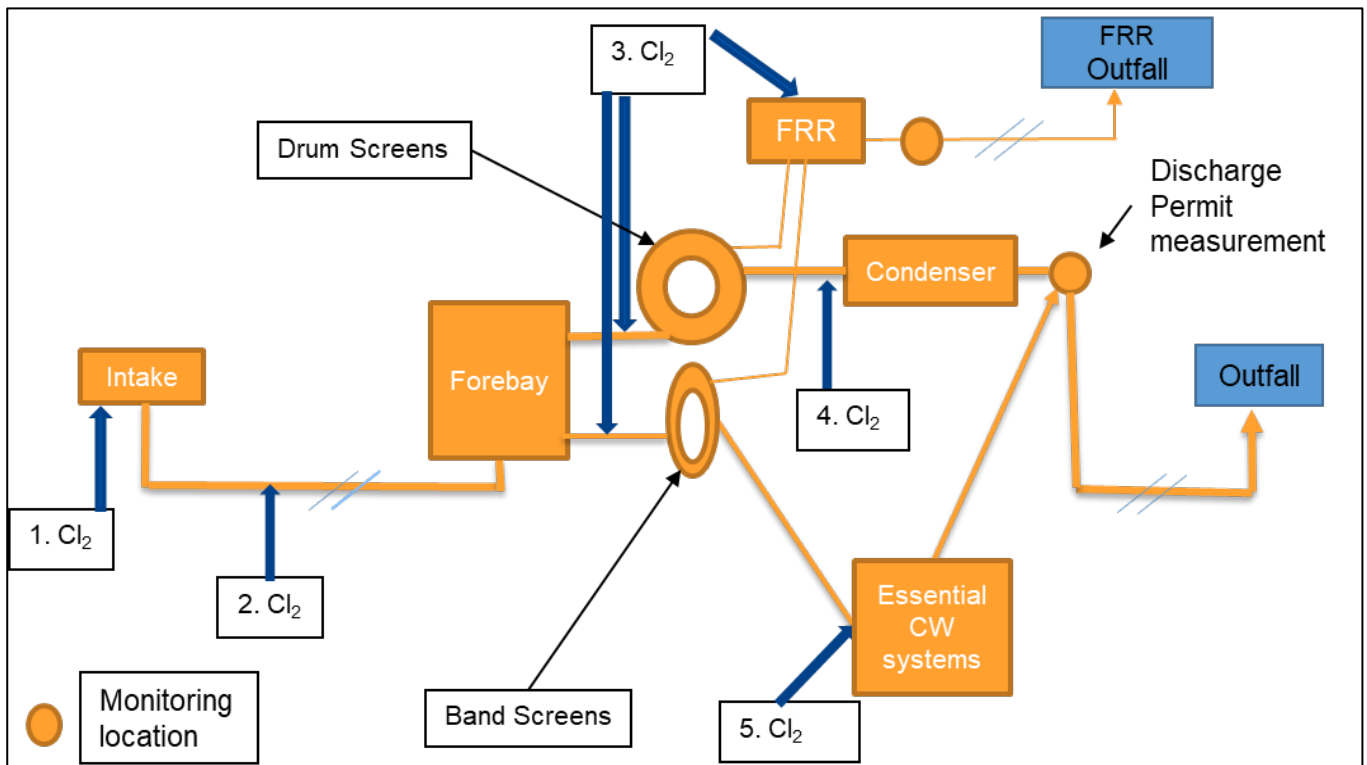 3. Cl₂
FRR
Outfall
FRR
Drum Screens
Discharge
Permit
measurement
Condenser
Intake
Forebay
Outfall
4. Cl₂
1. Cl₂
2. Cl₂
Essential
CW
systems
Monitoring
location
Band Screens
5. Cl₂